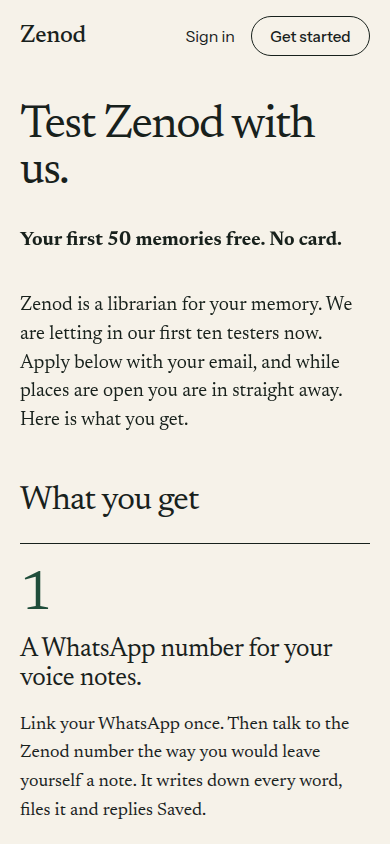 Zenod
Sign in
Get started
Test Zenod with
us.
Your first 50 memories free. No card.
Zenod is a librarian for your memory. We
are letting in our first ten testers now.
Apply below with your email, and while
places are open you are in straight away.
Here is what you get.
What you get
1
A WhatsApp number for your
voice notes.
Link your WhatsApp once. Then talk to the
Zenod number the way you would leave
yourself a note. It writes down every word,
files it and replies Saved.